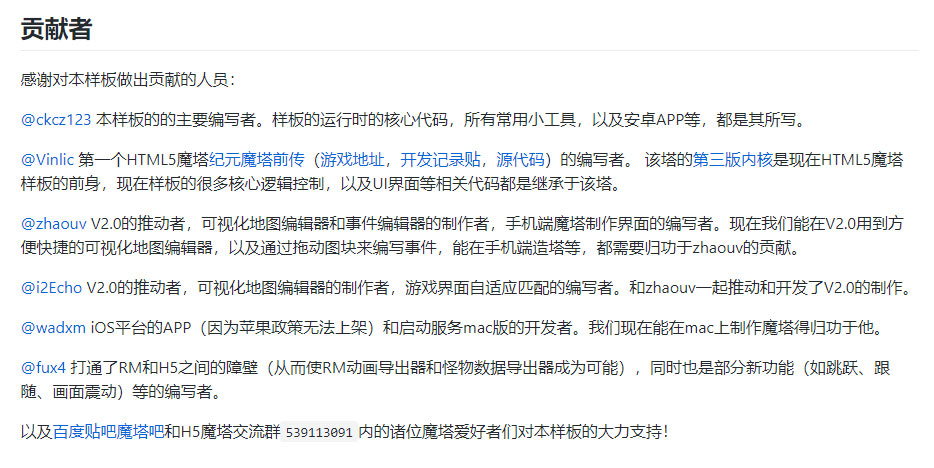 贡献者
感谢对本样板做出贡献的人员：
@ckcz123 本样板的的主要编写者。样板的运行时的核心代码，所有常用小工具，以及安卓APP等，都是其所写。
@Vinlic 第一个HTML5魔塔纪元魔塔前传（游戏地址，开发记录贴，源代码）的编写者。 该塔的第三版内核是现在HTML5魔塔
样板的前身，现在样板的很多核心逻辑控制，以及UI界面等相关代码都是继承于该塔。
@zhaouv V2.0的推动者，可视化地图编辑器和事件编辑器的制作者，手机端魔塔制作界面的编写者。现在我们能在V2.0用到方
便快捷的可视化地图编辑器，以及通过拖动图块来编写事件，能在手机端造塔等，都需要归功于zhaouv的贡献。
@i2Echo V2.0的推动者，可视化地图编辑器的制作者，游戏界面自适应匹配的编写者。和zhaouv一起推动和开发了V2.0的制作。
@wadxm iOS平台的APP（因为苹果政策无法上架）和启动服务mac版的开发者。我们现在能在mac上制作魔塔得归功于他。
@fux4 打通了RM和H5之间的障壁（从而使RM动画导出器和怪物数据导出器成为可能），同时也是部分新功能（如跳跃、跟
随、画面震动）等的编写者。
以及百度贴吧魔塔吧和H5魔塔交流群 539113091 内的诸位魔塔爱好者们对本样板的大力支持！